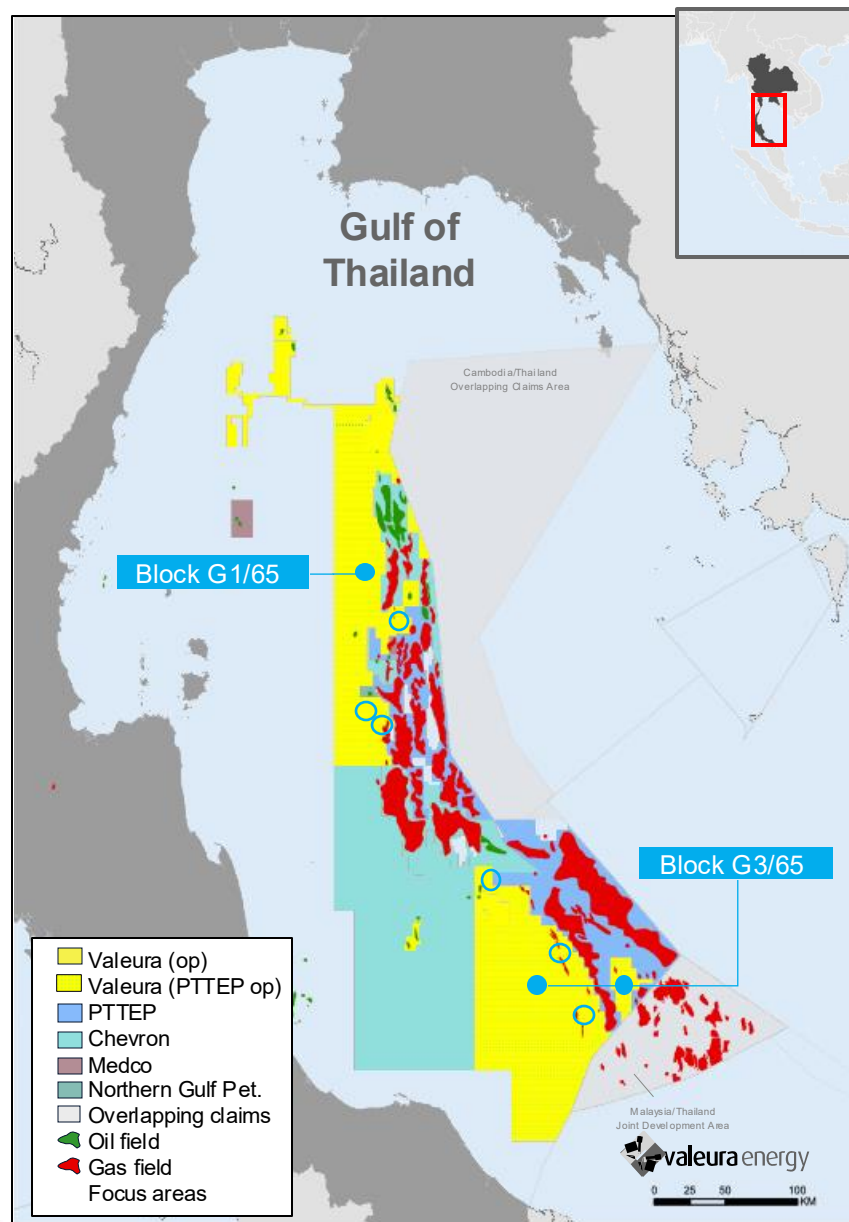 Gulf of
Thailand
Cambodia/Thailand
Overlapping Claims Area
Block G1/65
Block G3/65
Valeura (op)
Valeura (PTTEP op)
PTTEP
Chevron
Medco
Northern Gulf Pet.
Overlapping claims
Oil field
Gas field
Focus areas
Malaysia/Thailand
Joint Development Area
valeura energy
0 25 50 100
KM